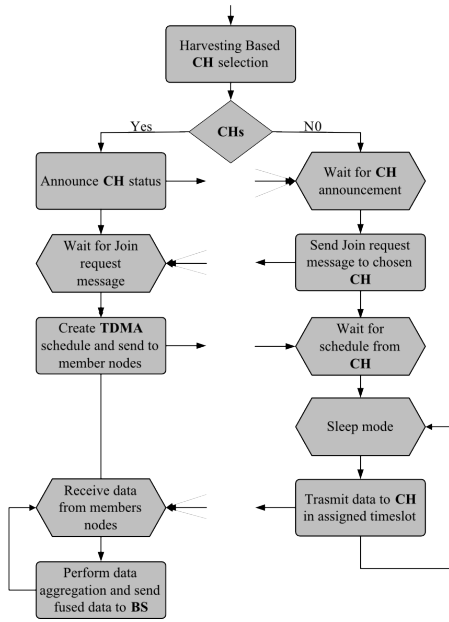 Harvesting Based
CH selection
Yes
CHs
N0
Announce CH status
Wait for CH
announcement
Wait for Join
request
message
Send Join request
message to chosen
CH
Create TDMA
schedule and send to
member nodes
Wait for
schedule from
CH
Sleep mode
Receive data
from members
nodes
Trasmit data to CH
in assigned timeslot
Perform data
aggregation and send
fused data to BS